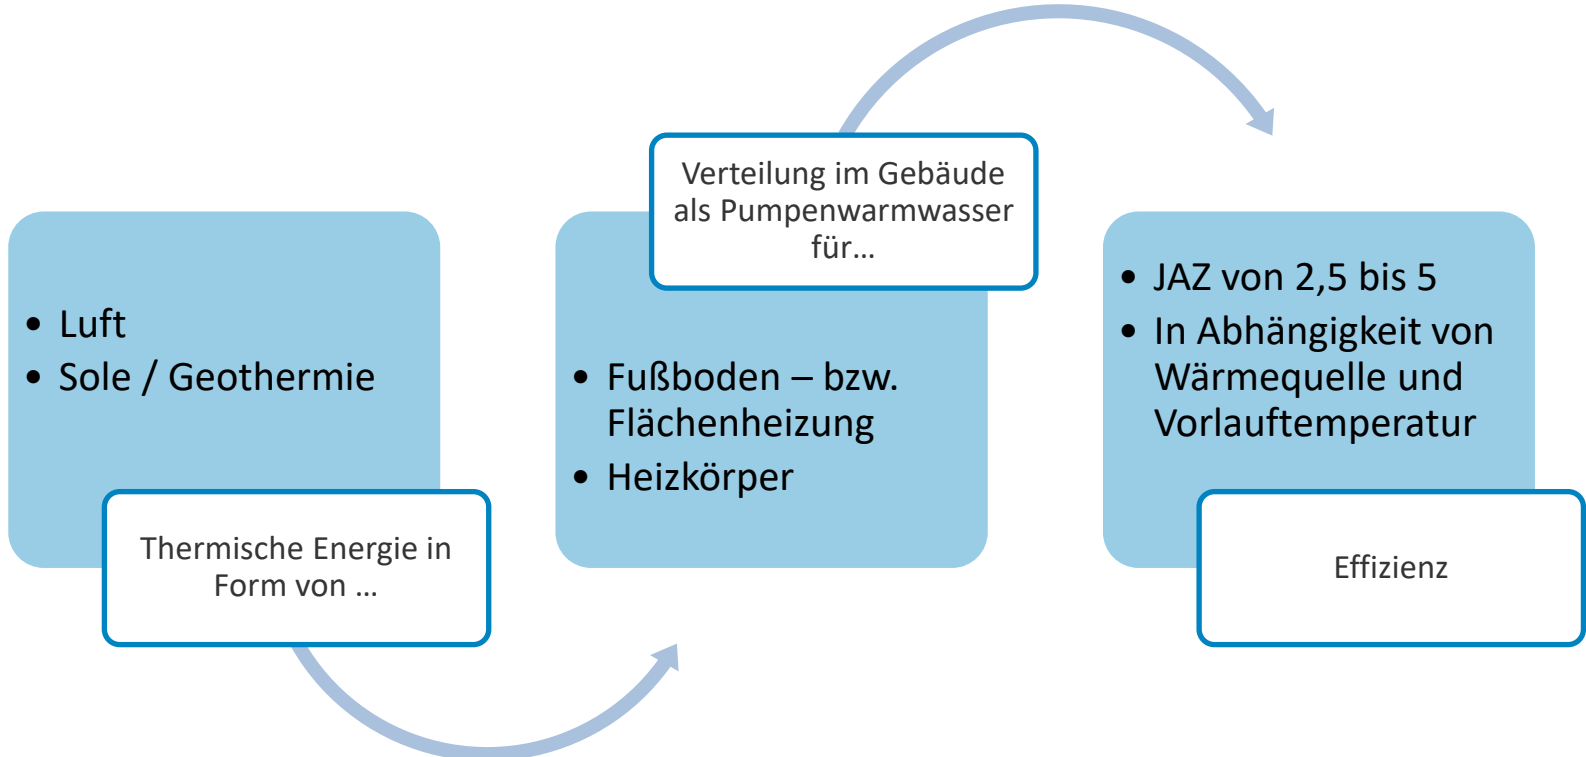 • Luft
• Sole / Geothermie
Thermische Energie in
Form von ...
Verteilung im Gebäude
als Pumpenwarmwasser
für...
• Fußboden – bzw.
Flächenheizung
• Heizkörper
• JAZ von 2,5 bis 5
• In Abhängigkeit von
Wärmequelle und
Vorlauftemperatur
Effizienz